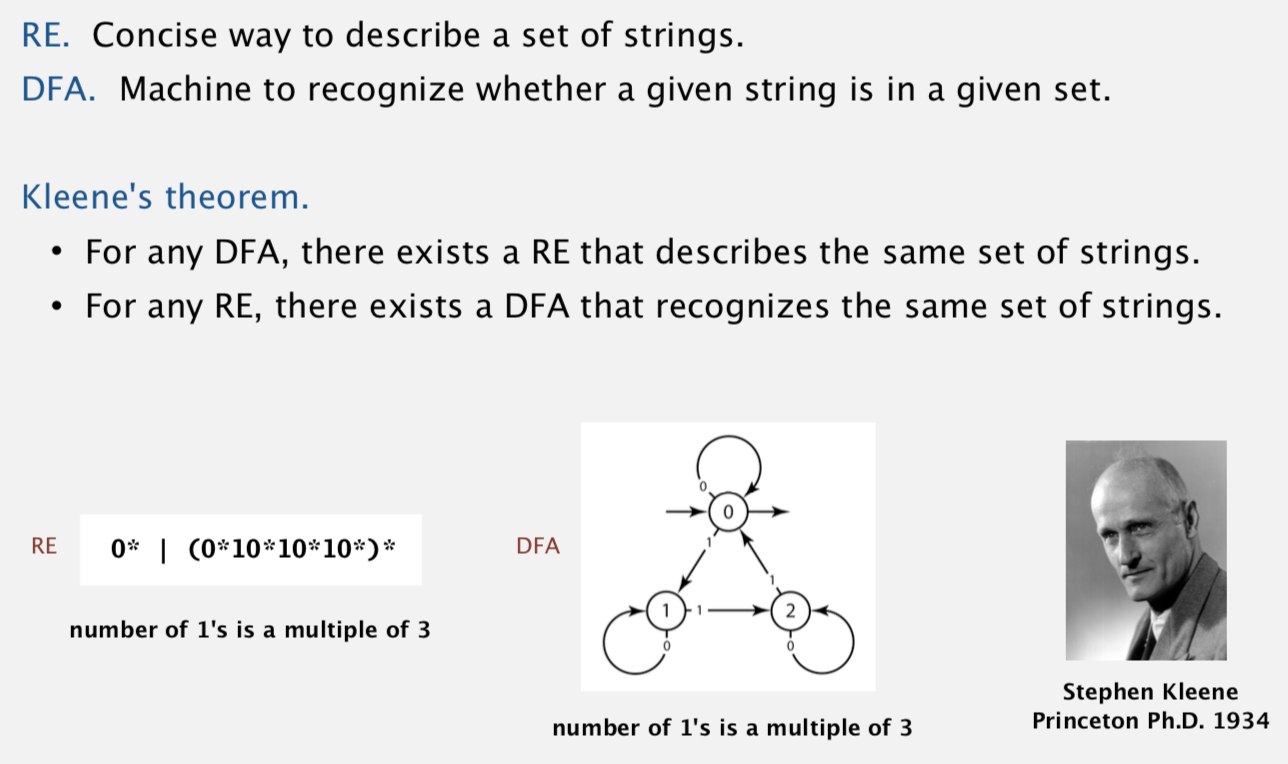 RE. Concise way to describe a set of strings.
DFA. Machine to recognize whether a given string is in a given set.
Kleene's theorem.
• For any DFA, there exists a RE that describes the same set of strings.
• For any RE, there exists a DFA that recognizes the same set of strings.
RE
0* | (0*10*10*10*)*
number of 1's is a multiple of 3
DFA
0
0
1
1
1
1
2
0
0
number of 1's is a multiple of 3
Stephen Kleene
Princeton Ph.D. 1934